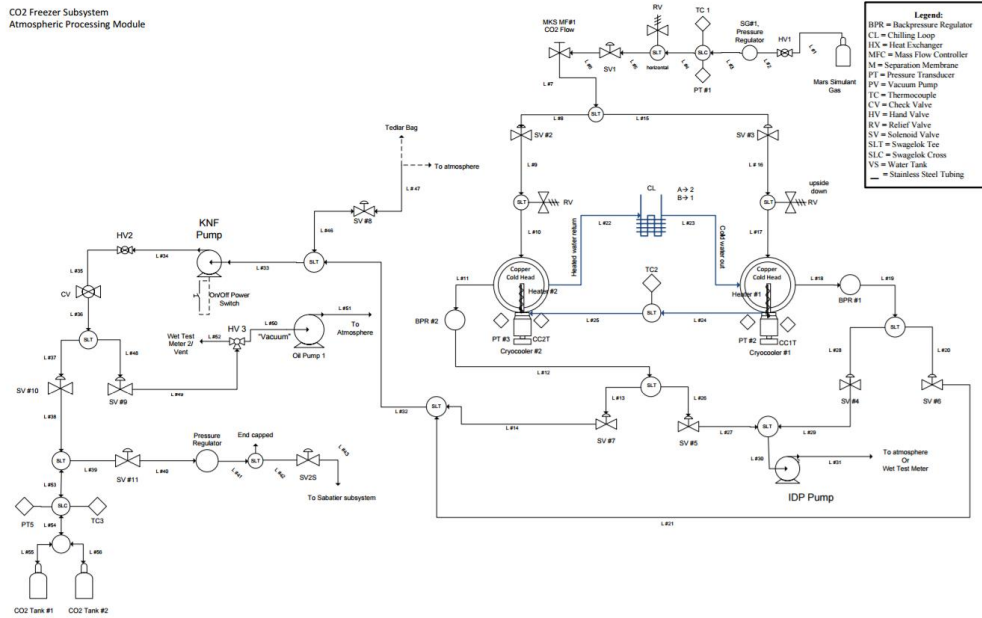 CO2 Freezer Subsystem
Atmospheric Processing Module
Legend:
BPR = Backpressure Regulator
CL = Chilling Loop
HX = Heat Exchanger
MFC = Mass Flow Controller
M = Separation Membrane
PT = Pressure Transducer
PV = Vacuum Pump
TC = Thermocouple
CV = Check Valve
HV = Hand Valve
RV = Relief Valve
SV = Solenoid Valve
SLT = Swagelok Tee
SLC = Swagelok Cross
VS = Water Tank
__ = Stainless Steel Tubing
MKS MF#1
CO2 Flow
RV
TC 1
SG#1,
Pressure
Regulator
HV1
L #1
SV1
L #6
L #5
SLT
horizontal
L #4
SLC
L #3
L #2
PT #1
Mars Simulant
Gas
L #7
L #8
SLT
L #15
SV #2
SV #3
Tedlar Bag
To atmosphere
L # 47
L #9
L # 16
SV #8
L #46
SLT
RV
CL
A→ 2
B→ 1
upside
down
SLT
RV
KNF
Pump
HV2
L #34
L #33
SLT
L #10
Heated water return
L #22
L #23
Cold water out
L #17
L #35
CV
On/Off Power
Switch
L #11
Copper
Cold Head
Heater #2
TC2
Copper
Cold Head
Heater #1
L #18
BPR #1
L #19
L #36
L #51
To
Atmosphere
L #50
"Vacuum"
HV 3
Wet Test
Meter 2/
Vent
L #52
Oil Pump 1
BPR #2
L #25
SLT
L #24
PT #3
CC2T
Cryocooler #2
PT #2
CC1T
Cryocooler #1
SLT
SLT
L #37
L #48
L #28
L #20
L #12
SV #10
SV #9
L #49
SLT
L #13
L #26
SV #4
SV #6
L #38
L #32
SLT
L #14
SV #7
SV #5
L #27
SLT
L #29
Pressure
Regulator
End capped
L #43
SLT
L #39
SV #11
L #40
L #41
SLT
L #42
SV2S
To Sabatier subsystem
L #30
L #31
To atmosphere
Or
Wet Test Meter
IDP Pump
L #53
PT5
SLC
TC3
L #54
L #21
L #55
L #56
CO2 Tank #1
CO2 Tank #2